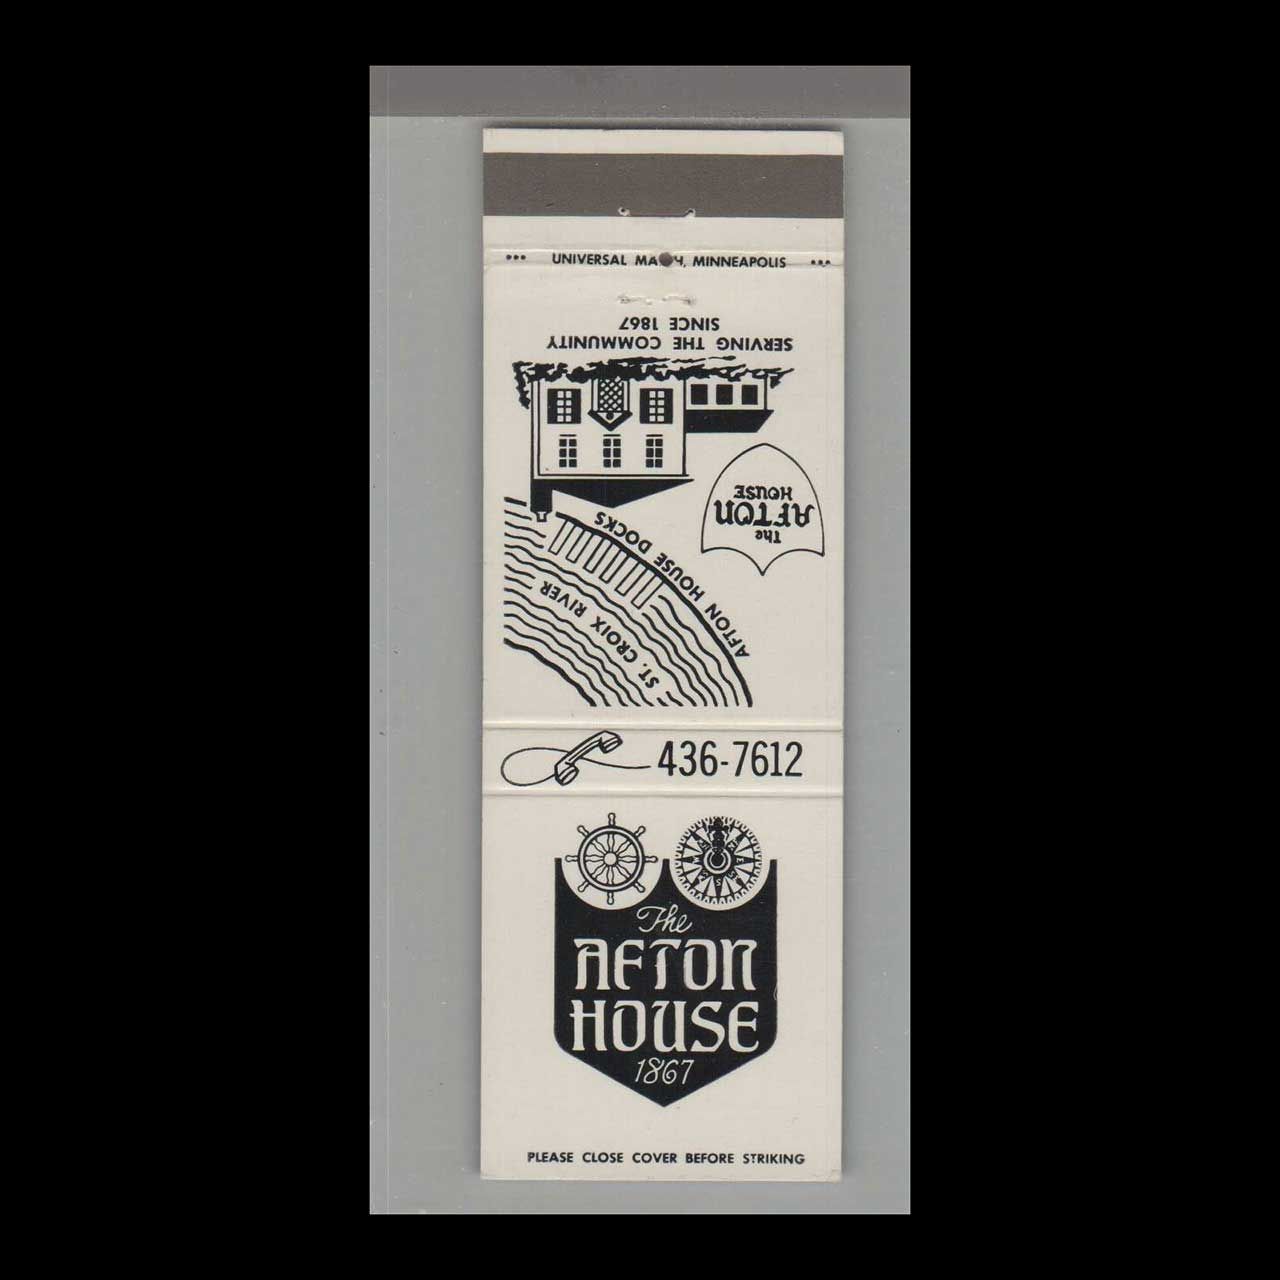 UNIVERSAL MATCH, MINNEAPOLIS
SERVING THE COMMUNITY
SINCE 1867
The
AFTON
HOUSE
AFTON HOUSE DOCKS
ST. CROIX RIVER
436-7612
The
AFTON
HOUSE
1867
PLEASE CLOSE COVER BEFORE STRIKING